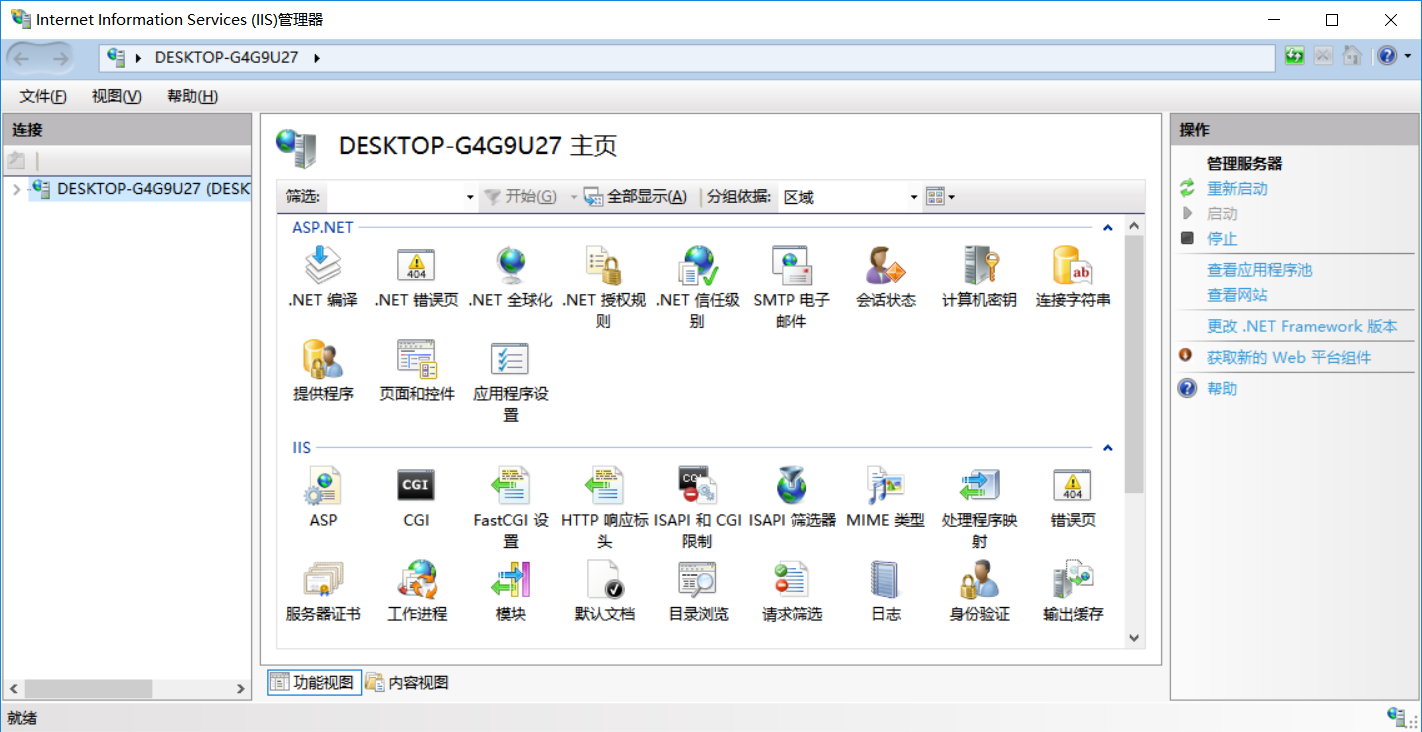 Internet Information Services (IIS)管理器
DESKTOP-G4G9U27
文件(F) 视图(V) 帮助(H)
连接
DESKTOP-G4G9U27 (DESK
DESKTOP-G4G9U27 主页
筛选: 开始(G) 全部显示(A) 分组依据: 区域
ASP.NET
.NET 编译
404
.NET 错误页
.NET 全球化
.NET 授权规
则
.NET 信任级
别
SMTP 电子
邮件
会话状态
计算机密钥
ab
连接字符串
提供程序
页面和控件
应用程序设
置
IIS
ASP
CGI
CGI
FastCGI 设
置
HTTP 响应标
头
ISAPI 和 CGI
限制
ISAPI 筛选器
MIME 类型
处理程序映
射
404
错误页
服务器证书
工作进程
模块
默认文档
目录浏览
请求筛选
日志
身份验证
输出缓存
功能视图 内容视图
操作
管理服务器
重新启动
启动
停止
查看应用程序池
查看网站
更改 .NET Framework 版本
获取新的 Web 平台组件
帮助
就绪